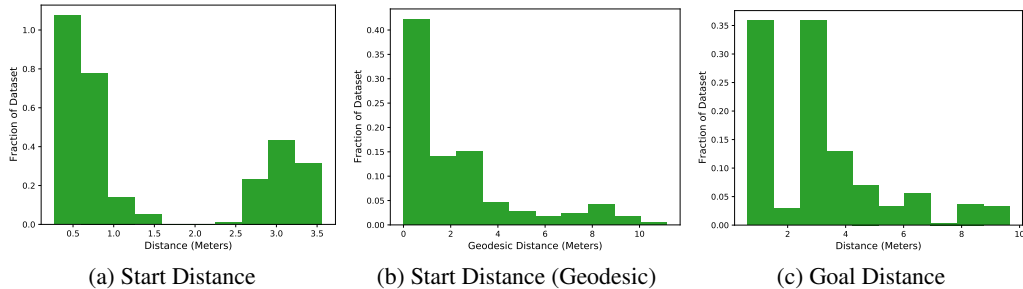 1.0
0.8
0.6
0.4
0.2
0.0
Fraction of Dataset
0.5 1.0 1.5 2.0 2.5 3.0 3.5
Distance (Meters)
(a) Start Distance
0.40
0.35
0.30
0.25
0.20
0.15
0.10
0.05
0.00
Fraction of Dataset
0 2 4 6 8 10
Geodesic Distance (Meters)
(b) Start Distance (Geodesic)
0.35
0.30
0.25
0.20
0.15
0.10
0.05
0.00
Fraction of Dataset
2 4 6 8 10
Distance (Meters)
(c) Goal Distance